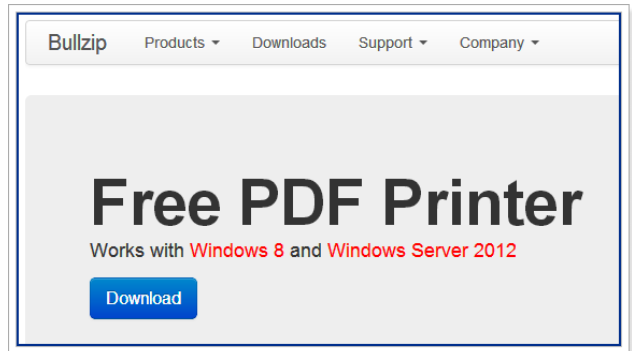 Bullzip Products Downloads Support Company
Free PDF Printer
Works with Windows 8 and Windows Server 2012
Download